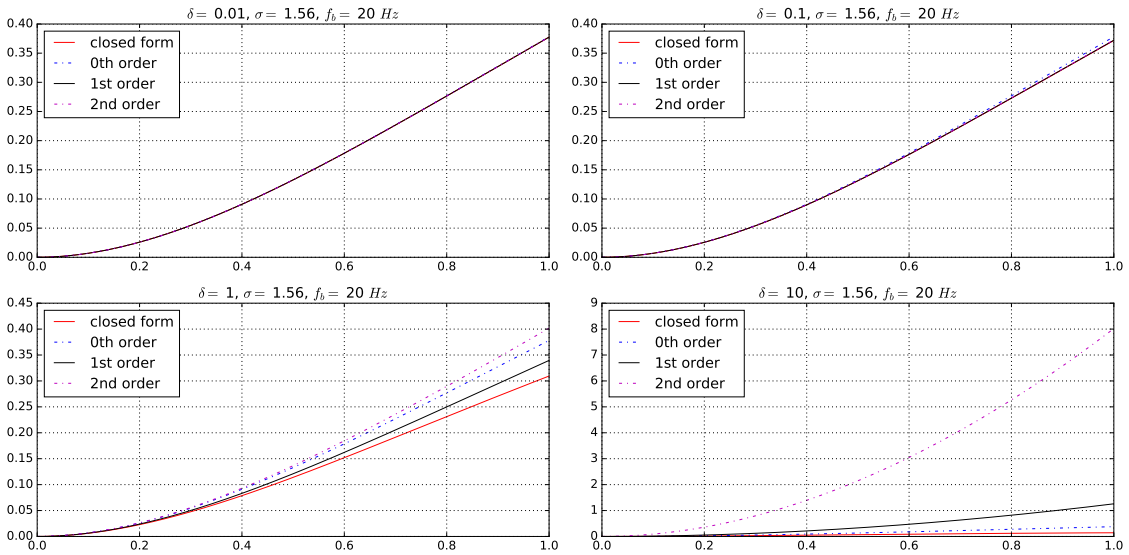 δ = 0.01, σ = 1.56, f_b = 20 Hz
0.40
0.35
0.30
0.25
0.20
0.15
0.10
0.05
0.00
closed form
0th order
1st order
2nd order
0.0 0.2 0.4 0.6 0.8 1.0
δ = 0.1, σ = 1.56, f_b = 20 Hz
0.40
0.35
0.30
0.25
0.20
0.15
0.10
0.05
0.00
closed form
0th order
1st order
2nd order
0.0 0.2 0.4 0.6 0.8 1.0
δ = 1, σ = 1.56, f_b = 20 Hz
0.45
0.40
0.35
0.30
0.25
0.20
0.15
0.10
0.05
0.00
closed form
0th order
1st order
2nd order
0.0 0.2 0.4 0.6 0.8 1.0
δ = 10, σ = 1.56, f_b = 20 Hz
9
8
7
6
5
4
3
2
1
0
closed form
0th order
1st order
2nd order
0.0 0.2 0.4 0.6 0.8 1.0